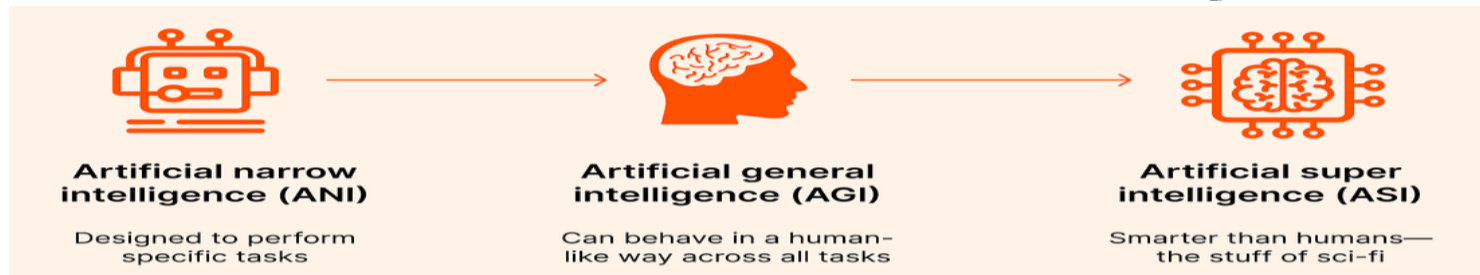 Artificial narrow
intelligence (ANI)
Designed to perform
specific tasks
Artificial general
intelligence (AGI)
Can behave in a human-
like way across all tasks
Artificial super
intelligence (ASI)
Smarter than humans—
the stuff of sci-fi